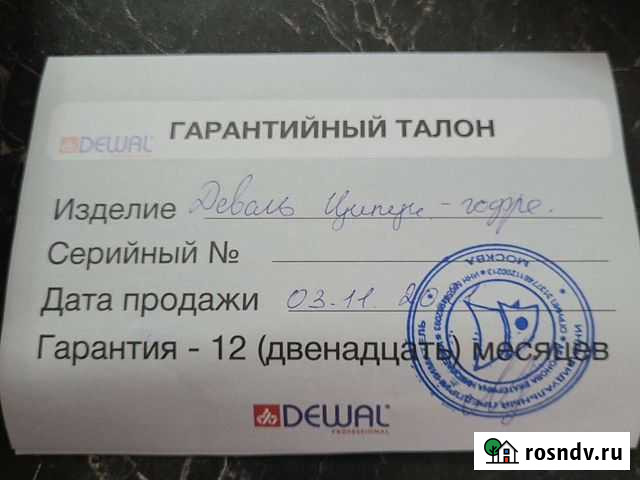 DEWAL ГАРАНТИЙНЫЙ ТАЛОН
Изделие Деваль Щипцы - гофре.
Серийный №
Дата продажи 03.11.20
Гарантия - 12 (двенадцать) месяцев
МОСКВА
DEWAL
PROFESSIONAL
rosndv.ru